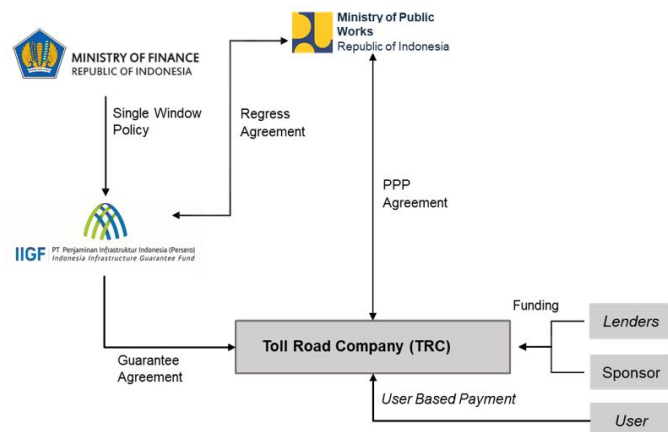 MINISTRY OF FINANCE
REPUBLIC OF INDONESIA
Ministry of Public
Works
Republic of Indonesia
Single Window
Policy
Regress
Agreement
PPP
Agreement
IIGF
PT Penjaminan Infrastruktur Indonesia (Persero)
Indonesia Infrastructure Guarantee Fund
Guarantee
Agreement
Toll Road Company (TRC)
Funding
Lenders
Sponsor
User Based Payment
User